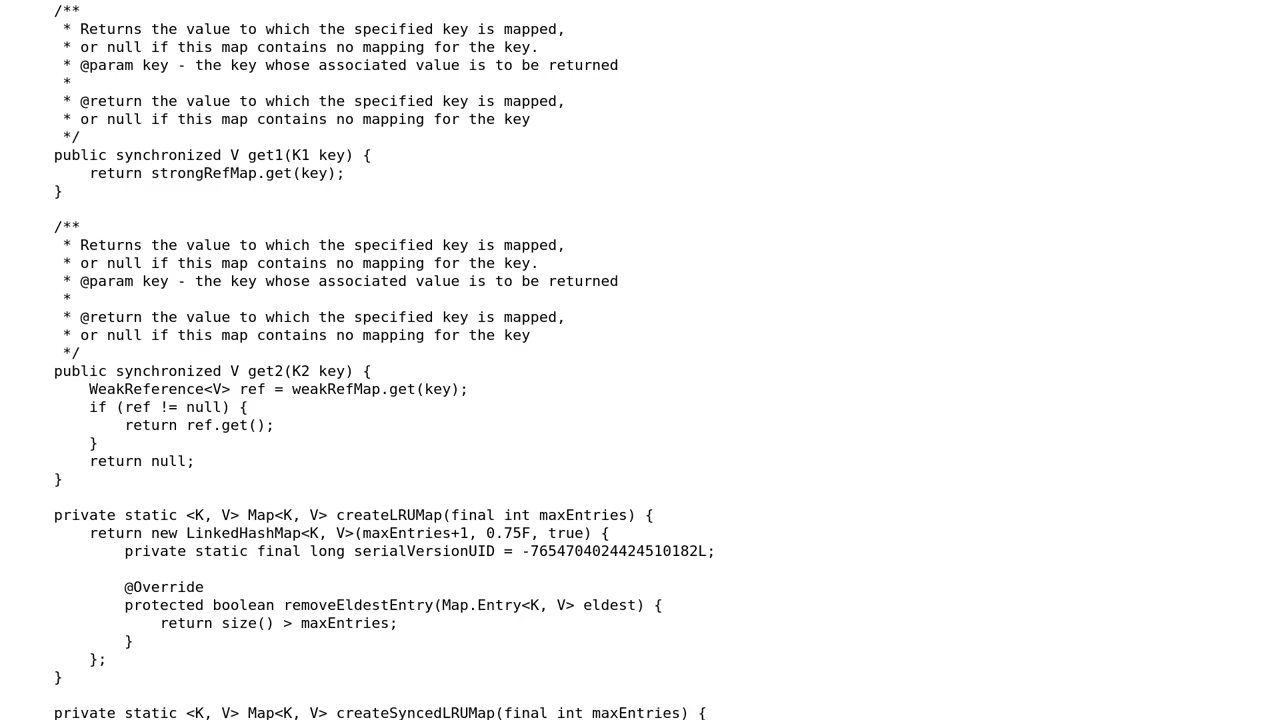 /**
 * Returns the value to which the specified key is mapped,
 * or null if this map contains no mapping for the key.
 * @param key - the key whose associated value is to be returned
 *
 * @return the value to which the specified key is mapped,
 * or null if this map contains no mapping for the key
 */
public synchronized V get1(K1 key) {
    return strongRefMap.get(key);
}

/**
 * Returns the value to which the specified key is mapped,
 * or null if this map contains no mapping for the key.
 * @param key - the key whose associated value is to be returned
 *
 * @return the value to which the specified key is mapped,
 * or null if this map contains no mapping for the key
 */
public synchronized V get2(K2 key) {
    WeakReference<V> ref = weakRefMap.get(key);
    if (ref != null) {
        return ref.get();
    }
    return null;
}

private static <K, V> Map<K, V> createLRUMap(final int maxEntries) {
    return new LinkedHashMap<K, V>(maxEntries+1, 0.75F, true) {
        private static final long serialVersionUID = -7654704024424510182L;

        @Override
        protected boolean removeEldestEntry(Map.Entry<K, V> eldest) {
            return size() > maxEntries;
        }
    };
}

private static <K, V> Map<K, V> createSyncedLRUMap(final int maxEntries) {